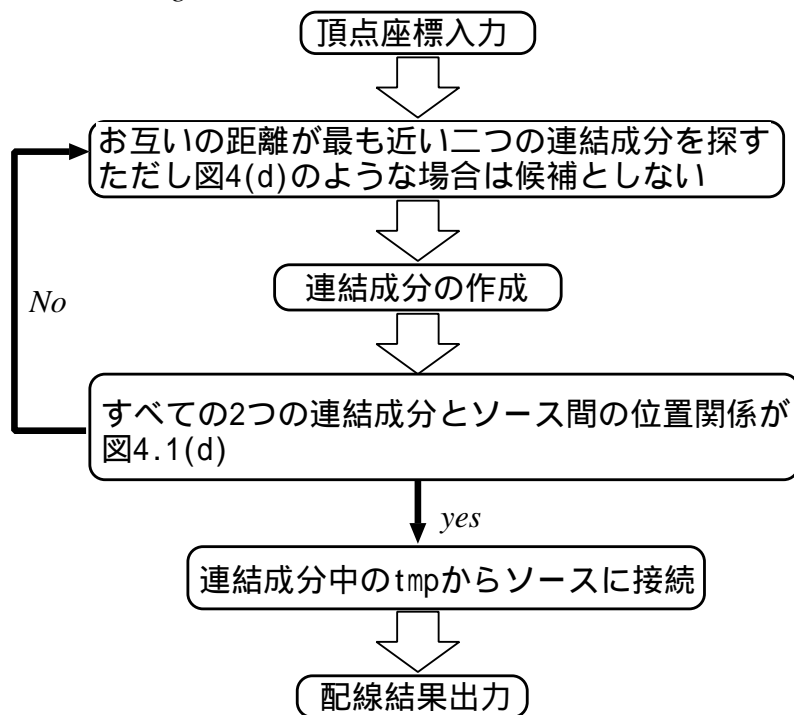 頂点座標入力
お互いの距離が最も近い二つの連結成分を探す
ただし図4(d)のような場合は候補としない
連結成分の作成
No
すべての2つの連結成分とソース間の位置関係が
図4.1(d)
yes
連結成分中のtmpからソースに接続
配線結果出力